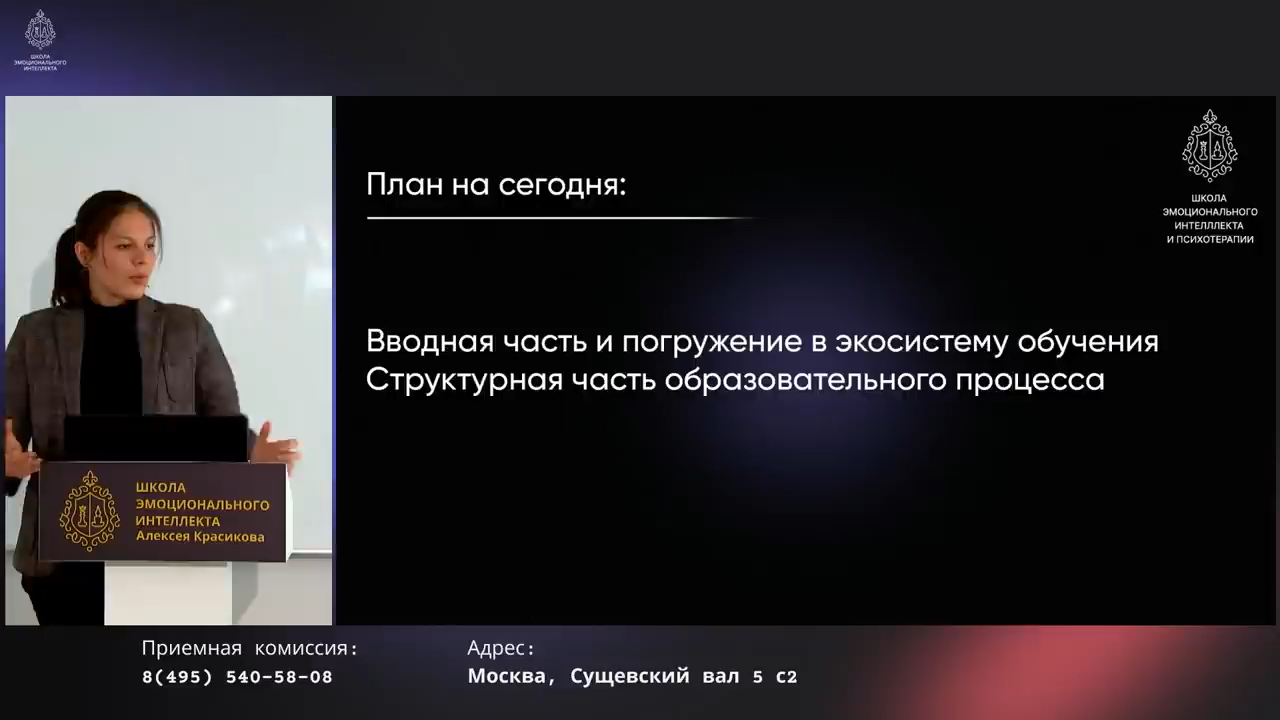 ШКОЛА
ЭМОЦИОНАЛЬНОГО
ИНТЕЛЛЕКТА
План на сегодня:
ШКОЛА
ЭМОЦИОНАЛЬНОГО
ИНТЕЛЛЛЕКТА
И ПСИХОТЕРАПИИ
Вводная часть и погружение в экосистему обучения
Структурная часть образовательного процесса
ШКОЛА
ЭМОЦИОНАЛЬНОГО
ИНТЕЛЛЕКТА
Алексея Красикова
Приемная комиссия:
8(495) 540-58-08
Адрес:
Москва, Сущевский вал 5 с2